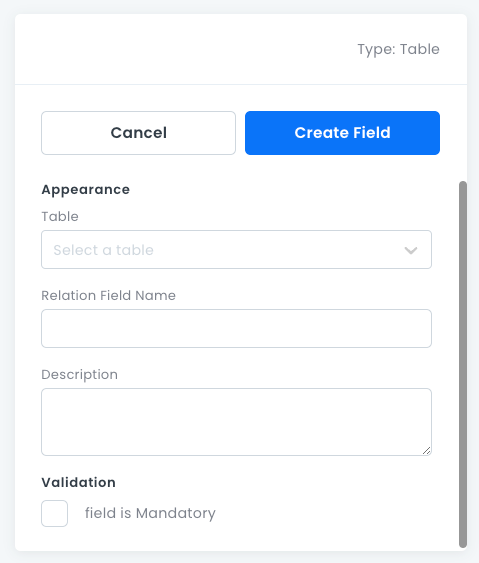 Type: Table
Cancel
Create Field
Appearance
Table
Select a table
Relation Field Name
Description
Validation
field is Mandatory